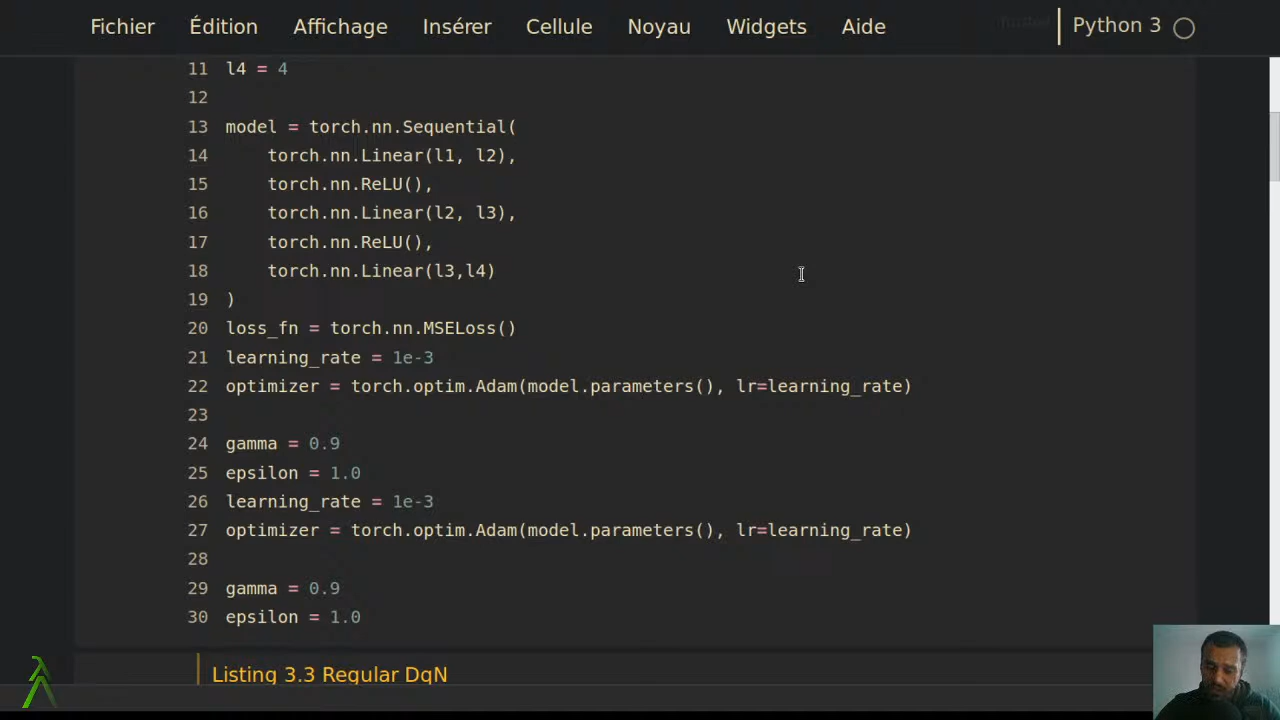 Fichier Édition Affichage Insérer Cellule Noyau Widgets Aide Python 3
11 l4 = 4
12
13 model = torch.nn.Sequential(
14     torch.nn.Linear(l1, l2),
15     torch.nn.ReLU(),
16     torch.nn.Linear(l2, l3),
17     torch.nn.ReLU(),
18     torch.nn.Linear(l3,l4)
19 )
20 loss_fn = torch.nn.MSELoss()
21 learning_rate = 1e-3
22 optimizer = torch.optim.Adam(model.parameters(), lr=learning_rate)
23
24 gamma = 0.9
25 epsilon = 1.0
26 learning_rate = 1e-3
27 optimizer = torch.optim.Adam(model.parameters(), lr=learning_rate)
28
29 gamma = 0.9
30 epsilon = 1.0
Listing 3.3 Regular DqN